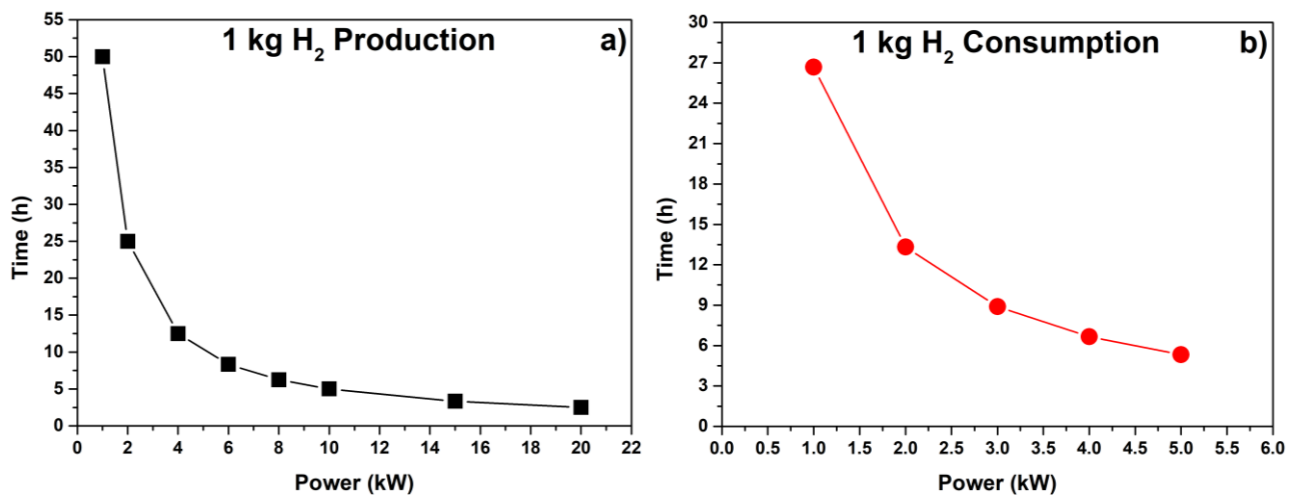 1 kg H₂ Production
a)
55
50
45
40
35
30
25
20
15
10
5
0
Time (h)
0 2 4 6 8 10 12 14 16 18 20 22
Power (kW)
1 kg H₂ Consumption
b)
30
27
24
21
18
15
12
9
6
3
0
Time (h)
0.0 0.5 1.0 1.5 2.0 2.5 3.0 3.5 4.0 4.5 5.0 5.5 6.0
Power (kW)